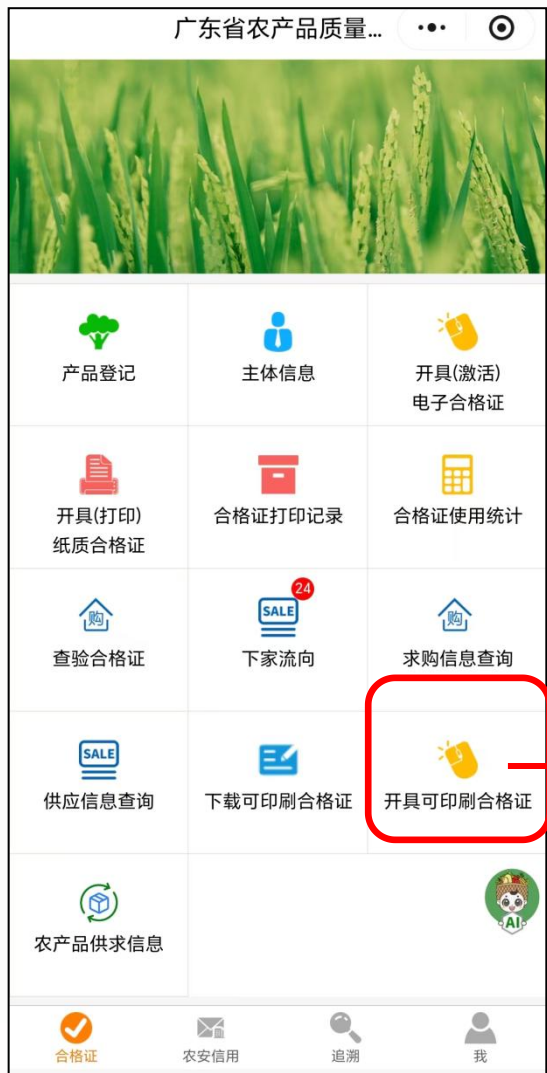 广东省农产品质量...
产品登记
主体信息
开具(激活)
电子合格证
开具(打印)
纸质合格证
合格证打印记录
合格证使用统计
购
查验合格证
24
SALE
下家流向
购
求购信息查询
SALE
供应信息查询
下载可印刷合格证
开具可印刷合格证
农产品供求信息
AI
合格证
农安信用
追溯
我